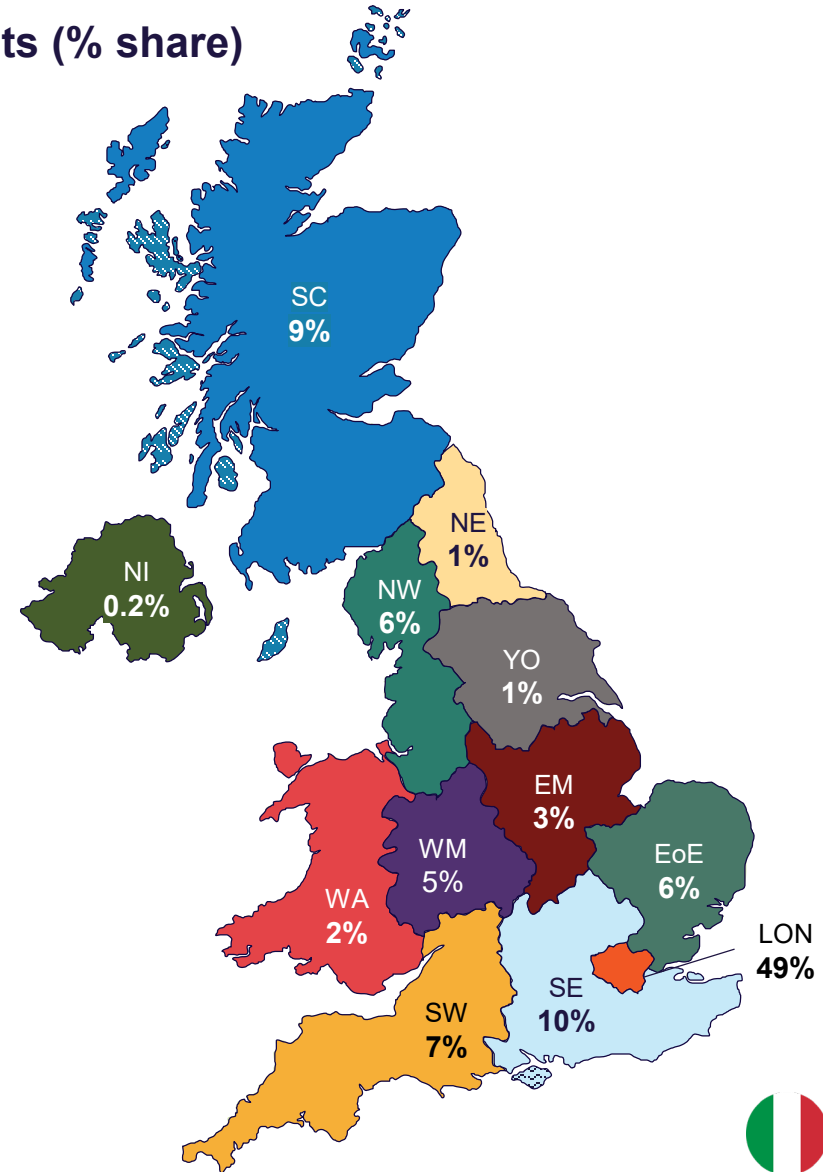 ts (% share)
SC
9%
NE
1%
NI
0.2%
NW
6%
YO
1%
EM
3%
WM
5%
EoE
6%
WA
2%
LON
49%
SE
10%
SW
7%